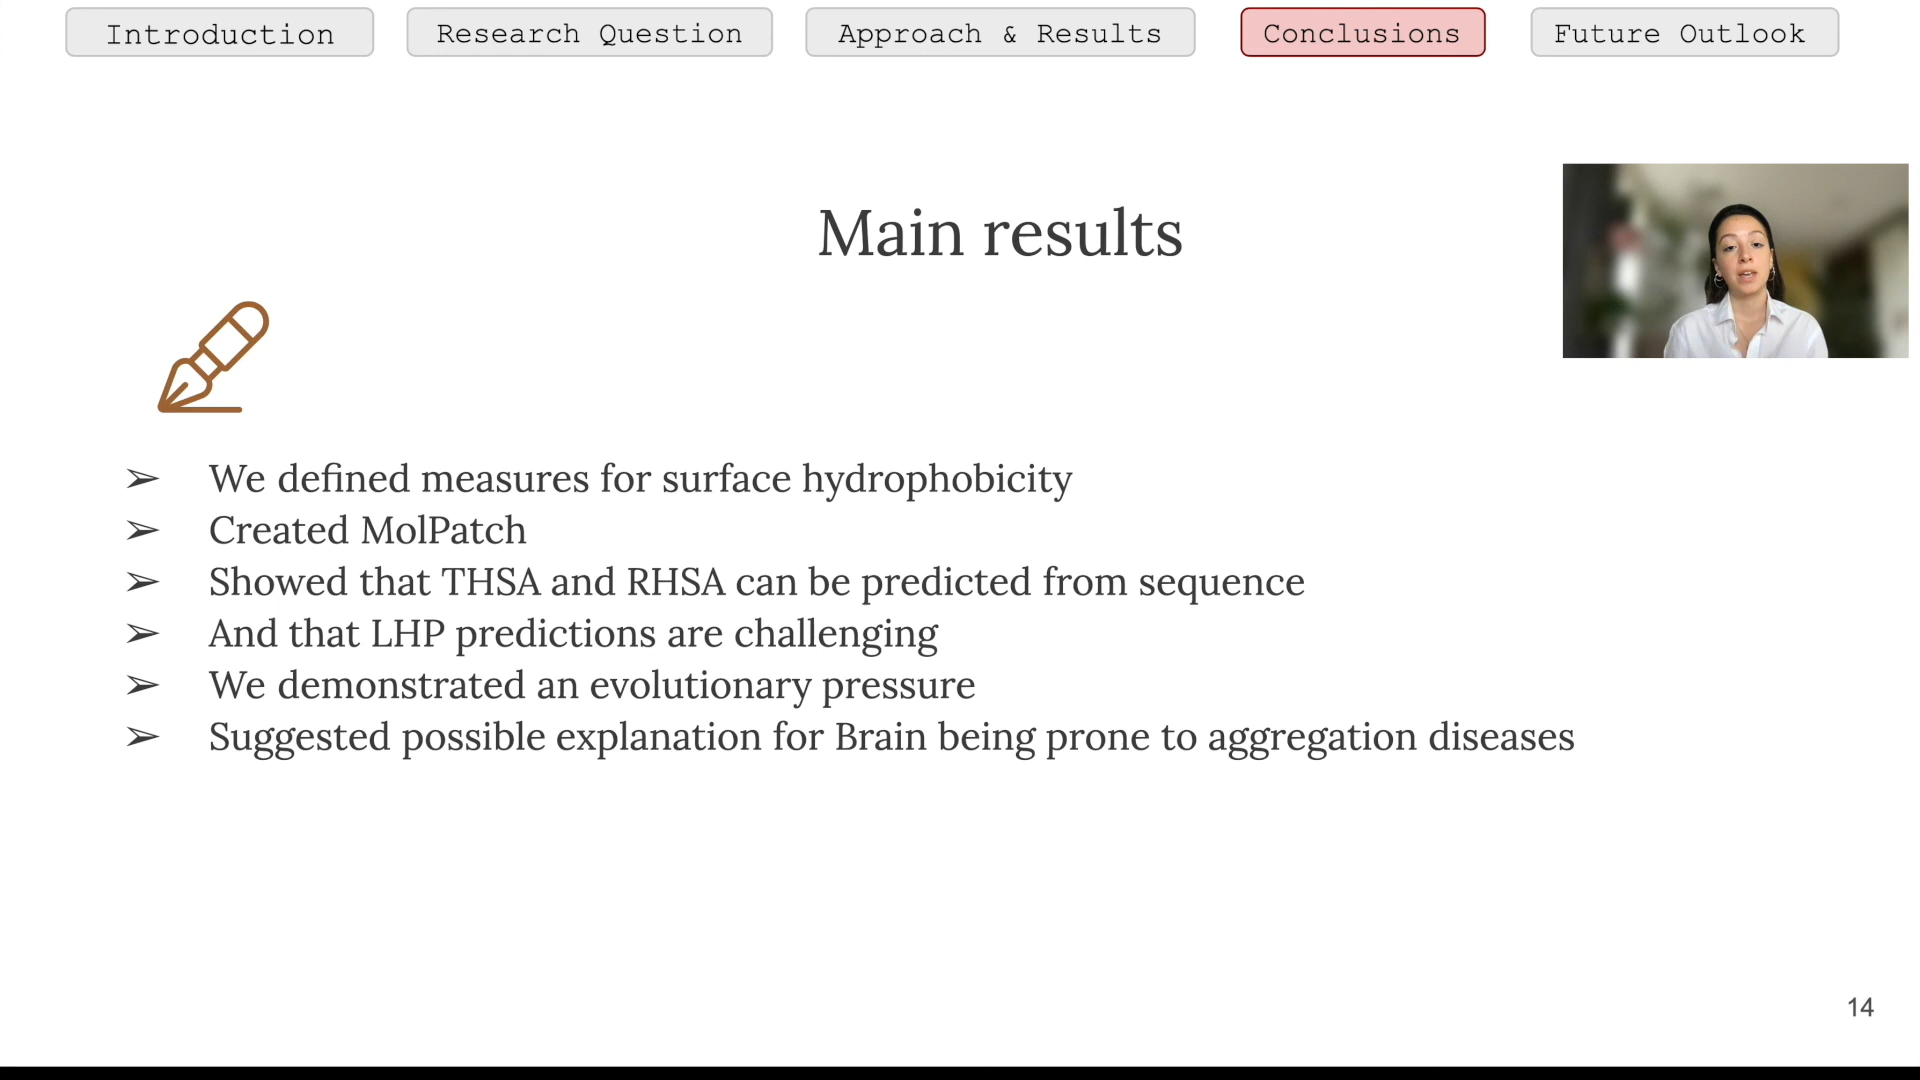 Introduction
Research Question
Approach & Results
Conclusions
Future Outlook
Main results
➢ We defined measures for surface hydrophobicity
➢ Created MolPatch
➢ Showed that THSA and RHSA can be predicted from sequence
➢ And that LHP predictions are challenging
➢ We demonstrated an evolutionary pressure
➢ Suggested possible explanation for Brain being prone to aggregation diseases
14